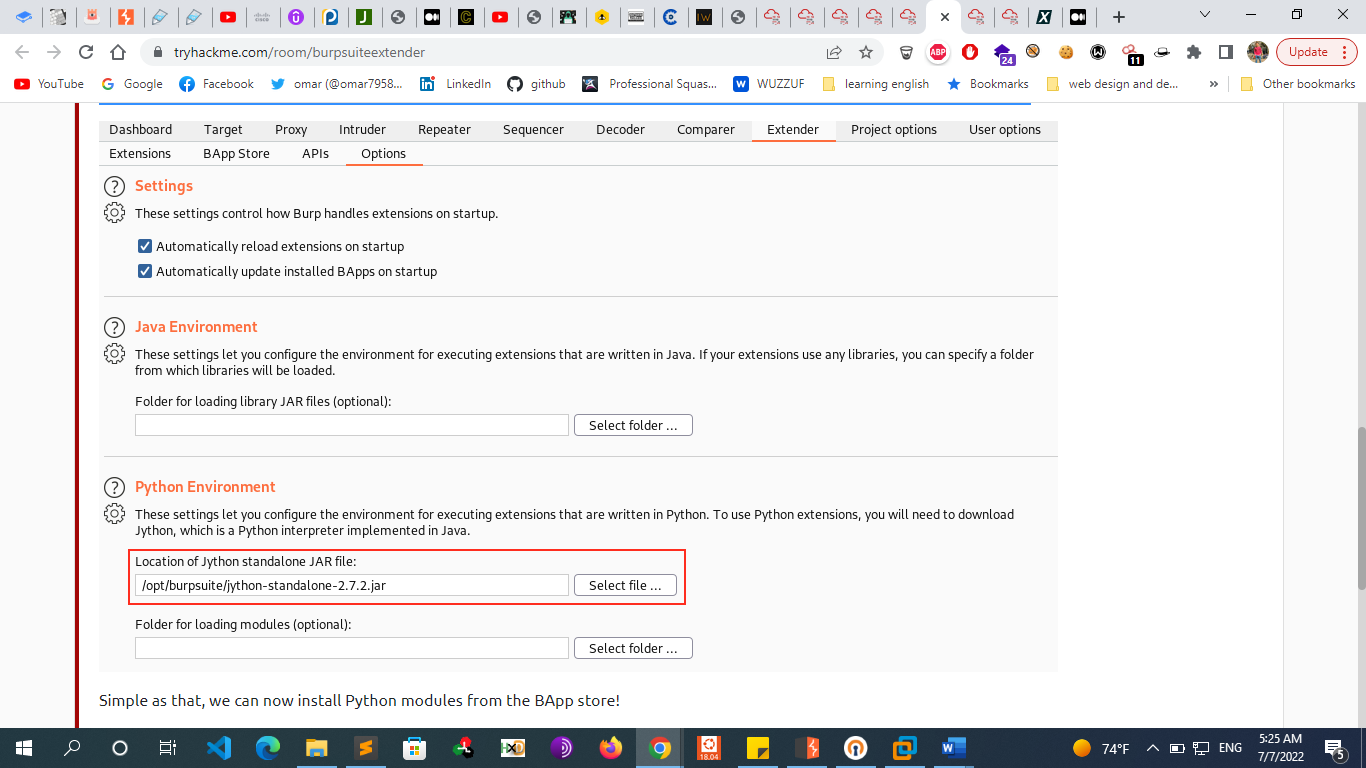 tryhackme.com/room/burpsuiteextender
ABP
24
11
Update
YouTube Google Facebook omar (@omar7958... LinkedIn github Professional Squas... WUZZUF learning english Bookmarks web design and de... » Other bookmarks
Dashboard Target Proxy Intruder Repeater Sequencer Decoder Comparer Extender Project options User options
Extensions BApp Store APIs Options
? Settings
These settings control how Burp handles extensions on startup.
Automatically reload extensions on startup
Automatically update installed BApps on startup
? Java Environment
These settings let you configure the environment for executing extensions that are written in Java. If your extensions use any libraries, you can specify a folder
from which libraries will be loaded.
Folder for loading library JAR files (optional):
Select folder ...
? Python Environment
These settings let you configure the environment for executing extensions that are written in Python. To use Python extensions, you will need to download
Jython, which is a Python interpreter implemented in Java.
Location of Jython standalone JAR file:
/opt/burpsuite/jython-standalone-2.7.2.jar Select file ...
Folder for loading modules (optional):
Select folder ...
Simple as that, we can now install Python modules from the BApp store!
18.04
74°F
ENG
5:25 AM
7/7/2022
5